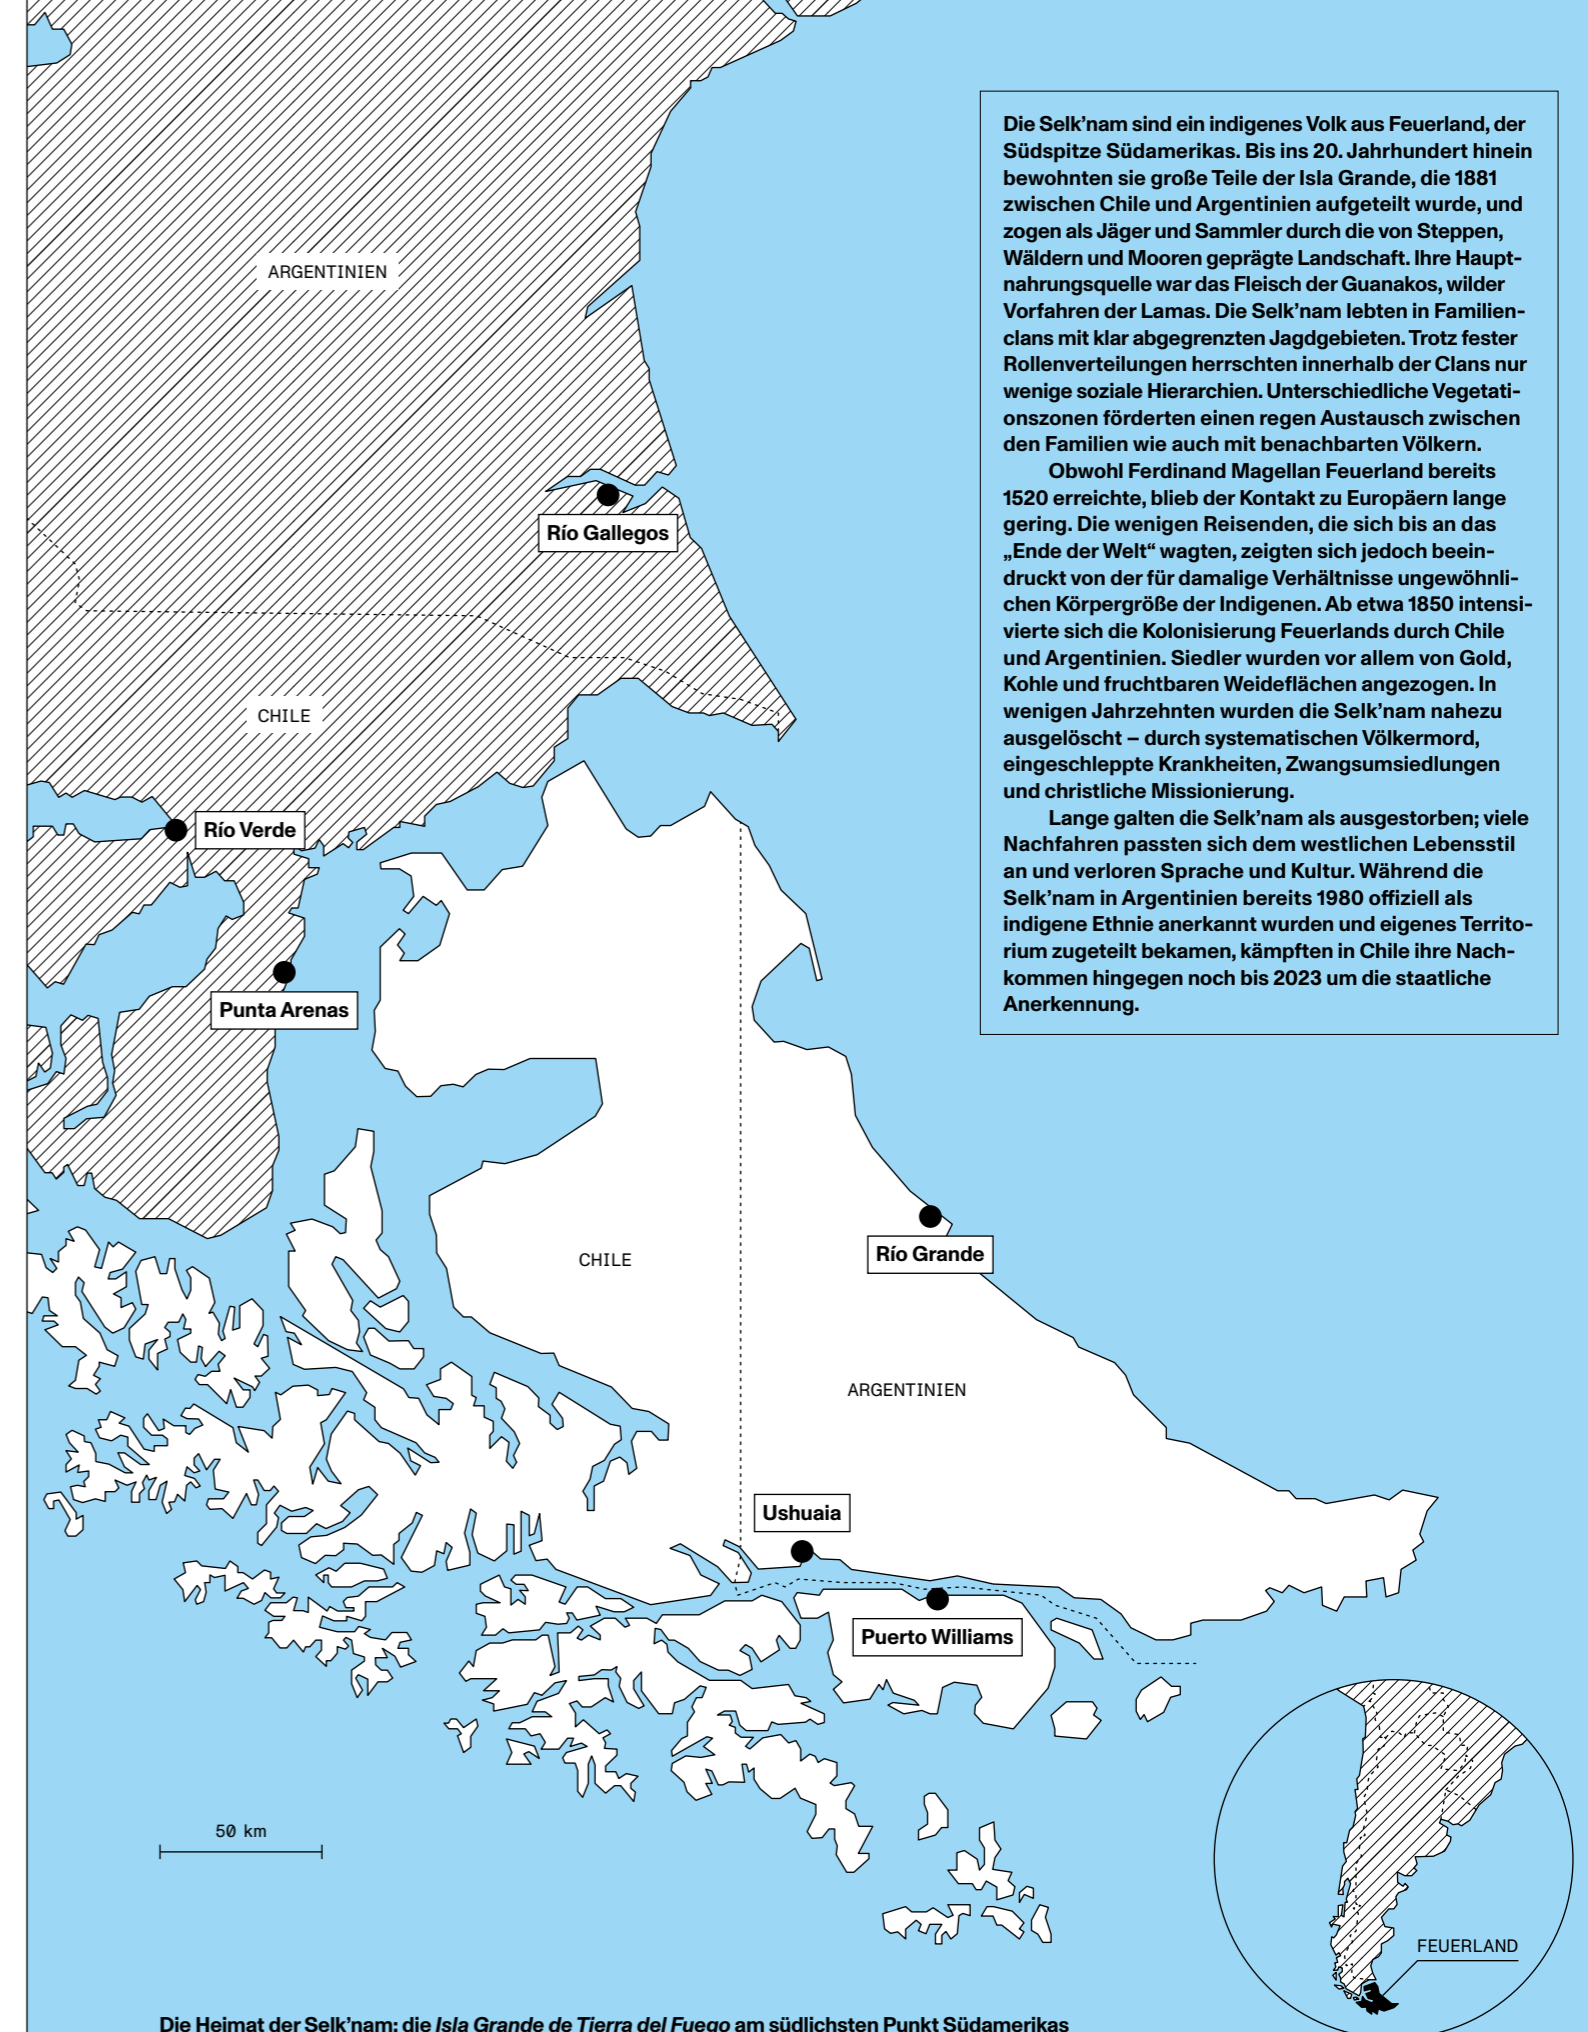 Die Selk’nam sind ein indigenes Volk aus Feuerland, der
Südspitze Südamerikas. Bis ins 20. Jahrhundert hinein
bewohnten sie große Teile der Isla Grande, die 1881
zwischen Chile und Argentinien aufgeteilt wurde, und
zogen als Jäger und Sammler durch die von Steppen,
Wäldern und Mooren geprägte Landschaft. Ihre Haupt-
nahrungsquelle war das Fleisch der Guanakos, wilder
Vorfahren der Lamas. Die Selk’nam lebten in Familien-
clans mit klar abgegrenzten Jagdgebieten. Trotz fester
Rollenverteilungen herrschten innerhalb der Clans nur
wenige soziale Hierarchien. Unterschiedliche Vegetati-
onszonen förderten einen regen Austausch zwischen
den Familien wie auch mit benachbarten Völkern.
Obwohl Ferdinand Magellan Feuerland bereits
1520 erreichte, blieb der Kontakt zu Europäern lange
gering. Die wenigen Reisenden, die sich bis an das
„Ende der Welt“ wagten, zeigten sich jedoch beein-
druckt von der für damalige Verhältnisse ungewöhnli-
chen Körpergröße der Indigenen. Ab etwa 1850 intensi-
vierte sich die Kolonisierung Feuerlands durch Chile
und Argentinien. Siedler wurden vor allem von Gold,
Kohle und fruchtbaren Weideflächen angezogen. In
wenigen Jahrzehnten wurden die Selk’nam nahezu
ausgelöscht – durch systematischen Völkermord,
eingeschleppte Krankheiten, Zwangsumsiedlungen
und christliche Missionierung.
Lange galten die Selk’nam als ausgestorben; viele
Nachfahren passten sich dem westlichen Lebensstil
an und verloren Sprache und Kultur. Während die
Selk’nam in Argentinien bereits 1980 offiziell als
indigene Ethnie anerkannt wurden und eigenes Territo-
rium zugeteilt bekamen, kämpften in Chile ihre Nach-
kommen hingegen noch bis 2023 um die staatliche
Anerkennung.
ARGENTINIEN
Río Gallegos
CHILE
Río Verde
Punta Arenas
Río Grande
CHILE
ARGENTINIEN
Ushuaia
Puerto Williams
50 km
FEUERLAND
Die Heimat der Selk’nam: die Isla Grande de Tierra del Fuego am südlichsten Punkt Südamerikas